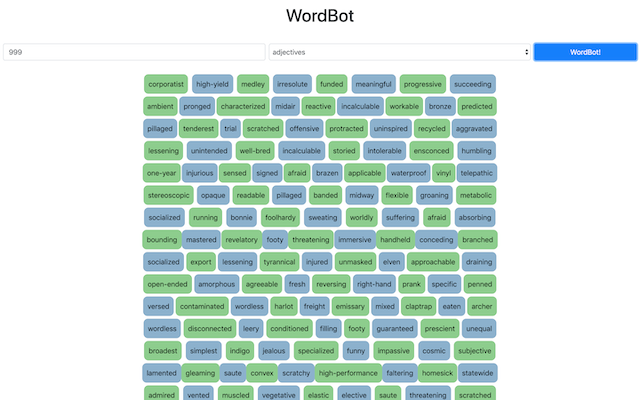 WordBot
999 adjectives WordBot!
corporatist high-yield medley irresolute funded meaningful progressive succeeding
ambient pronged characterized midair reactive incalculable workable bronze predicted
pillaged tenderest trial scratched offensive protracted uninspired recycled aggravated
lessening unintended well-bred incalculable storied intolerable ensconced humbling
one-year injurious sensed signed afraid brazen applicable waterproof vinyl telepathic
stereoscopic opaque readable pillaged banded midway flexible groaning metabolic
socialized running bonnie foolhardy sweating worldly suffering afraid absorbing
bounding mastered revelatory footy threatening immersive handheld conceding branched
socialized export lessening tyrannical injured unmasked elven approachable draining
open-ended amorphous agreeable fresh reversing right-hand prank specific penned
versed contaminated wordless harlot freight emissary mixed claptrap eaten archer
wordless disconnected leery conditioned filling footy guaranteed prescient unequal
broadest simplest indigo jealous specialized funny impassive cosmic subjective
lamented gleaming saute convex scratchy high-performance faltering homesick statewide
admired vented muscled vegetative elastic elective saute threatening scratched